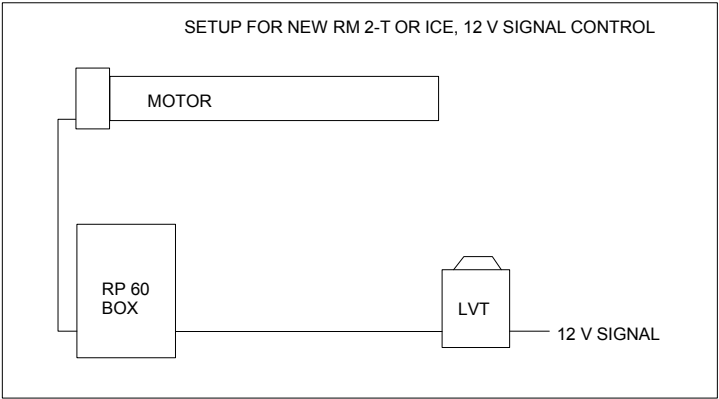 SETUP FOR NEW RM 2-T OR ICE, 12 V SIGNAL CONTROL
MOTOR
RP 60
BOX
LVT
12 V SIGNAL